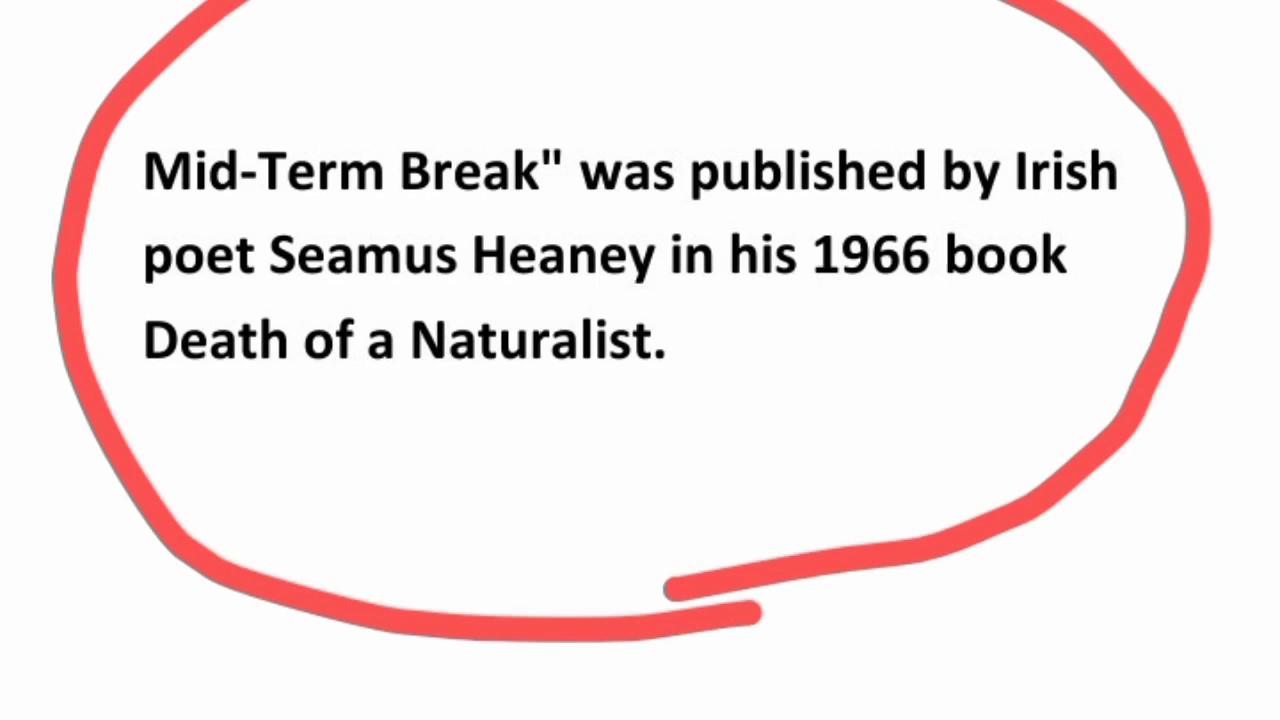 Mid-Term Break" was published by Irish
poet Seamus Heaney in his 1966 book
Death of a Naturalist.